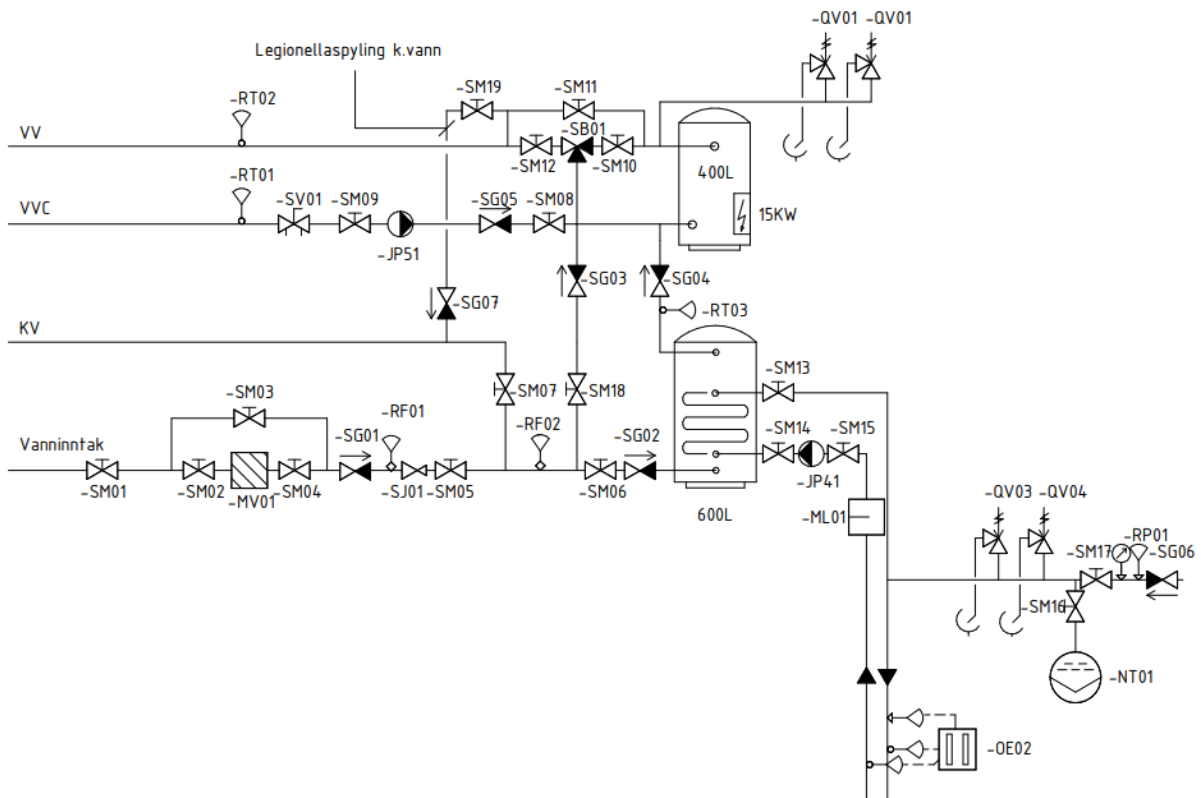 -QV01 -QV01
Legionellaspyling k.vann
-SM19
-SM11
-RT02
VV
-SB01
-SM12
-SM10
400L
-RT01
VVC
-SV01
-SM09
-SG05
-SM08
15KW
-JP51
-SG07
-SG03
-SG04
-RT03
KV
-SM03
-SM07
-SM18
-SM13
-RF01
Vanninntak
-SG01
-RF02
-SG02
-SM14
-SM15
-SM01
-SM02
-MV01
-SM04
-SJ01
-SM05
-SM06
-JP41
600L
-ML01
-QV03
-QV04
-RP01
-SM17
-SG06
-SM16
-NT01
-OE02